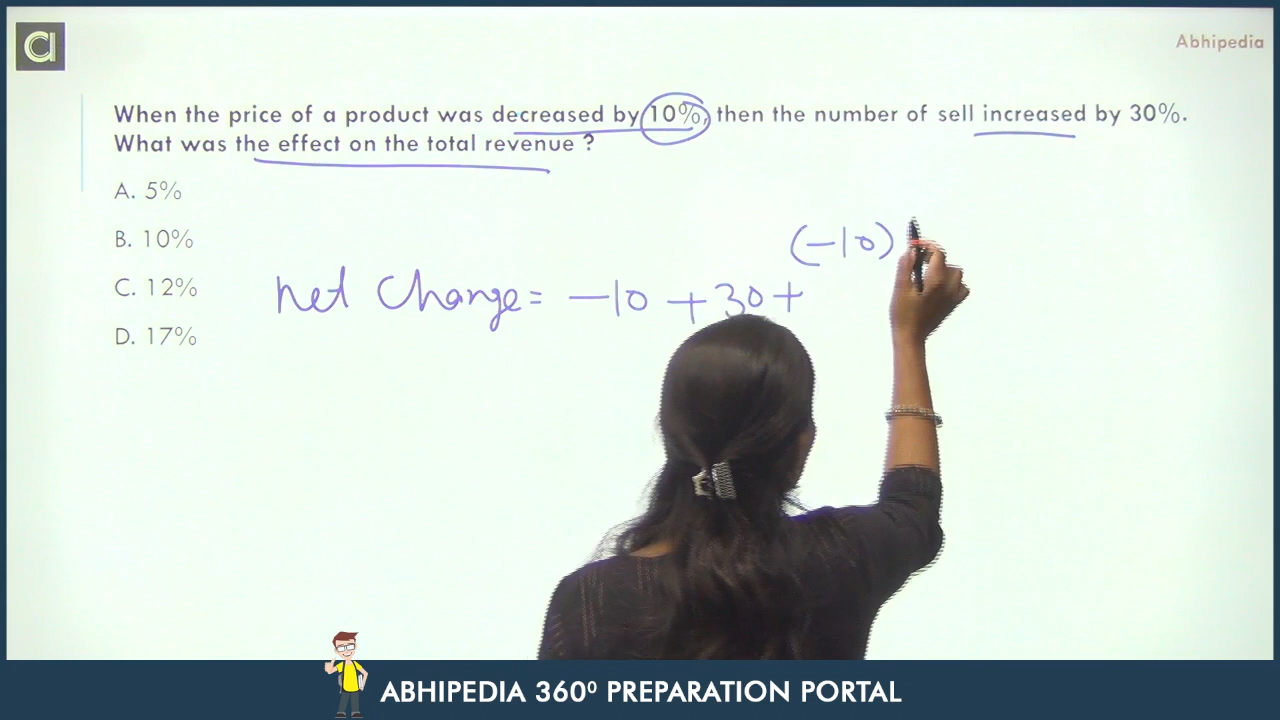 Abhipedia
When the price of a product was decreased by 10%, then the number of sell increased by 30%.
What was the effect on the total revenue ?
A. 5%
B. 10%
C. 12%
D. 17%
(-10)
Net Change = -10 + 30 +
ABHIPEDIA 360⁰ PREPARATION PORTAL